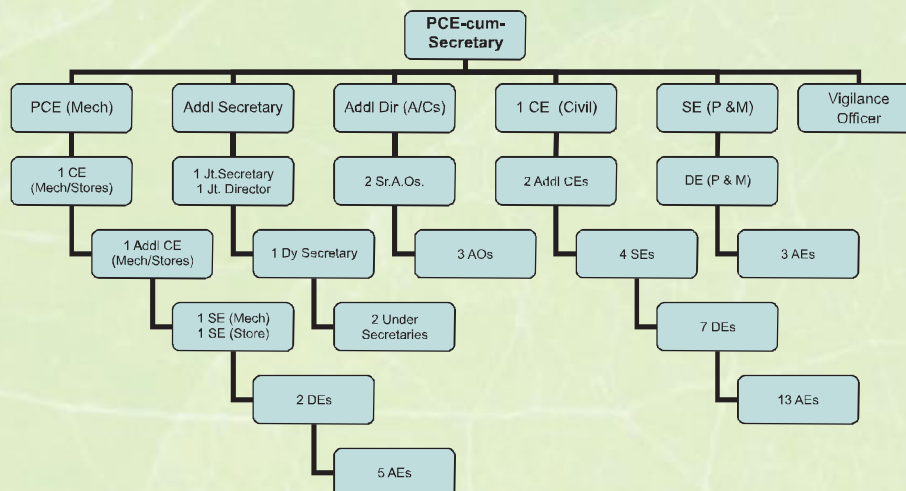 PCE-cum-
Secretary
PCE (Mech)
Addl Secretary
Addl Dir (A/Cs)
1 CE (Civil)
SE (P &M)
Vigilance
Officer
1 CE
(Mech/Stores)
1 Jt.Secretary
1 Jt. Director
2 Sr.A.Os.
2 Addl CEs
DE (P & M)
1 Addl CE
(Mech/Stores)
1 Dy Secretary
3 AOs
4 SEs
3 AEs
1 SE (Mech)
1 SE (Store)
2 Under
Secretaries
7 DEs
2 DEs
13 AEs
5 AEs